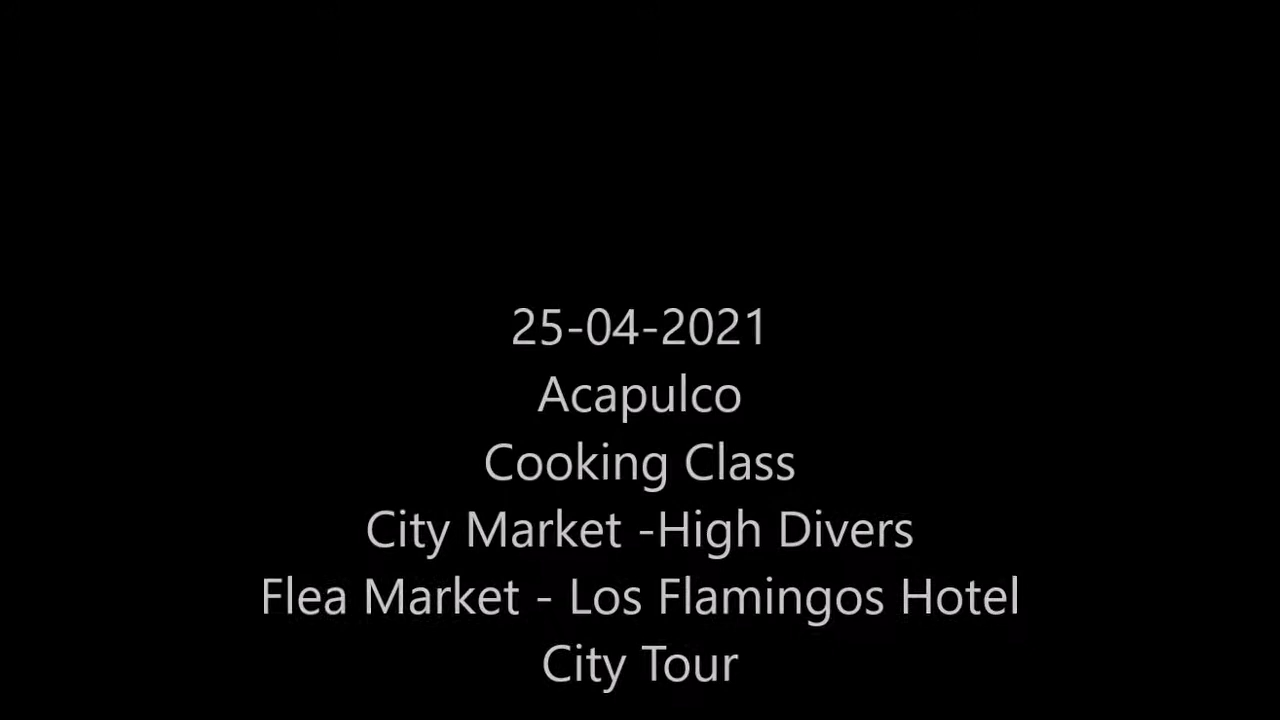 25-04-2021
Acapulco
Cooking Class
City Market -High Divers
Flea Market - Los Flamingos Hotel
City Tour